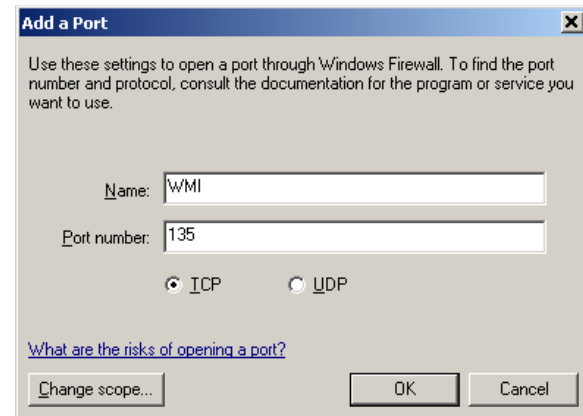 Add a Port
Use these settings to open a port through Windows Firewall. To find the port
number and protocol, consult the documentation for the program or service you
want to use.
Name: WMI
Port number: 135
TCP UDP
What are the risks of opening a port?
Change scope... OK Cancel